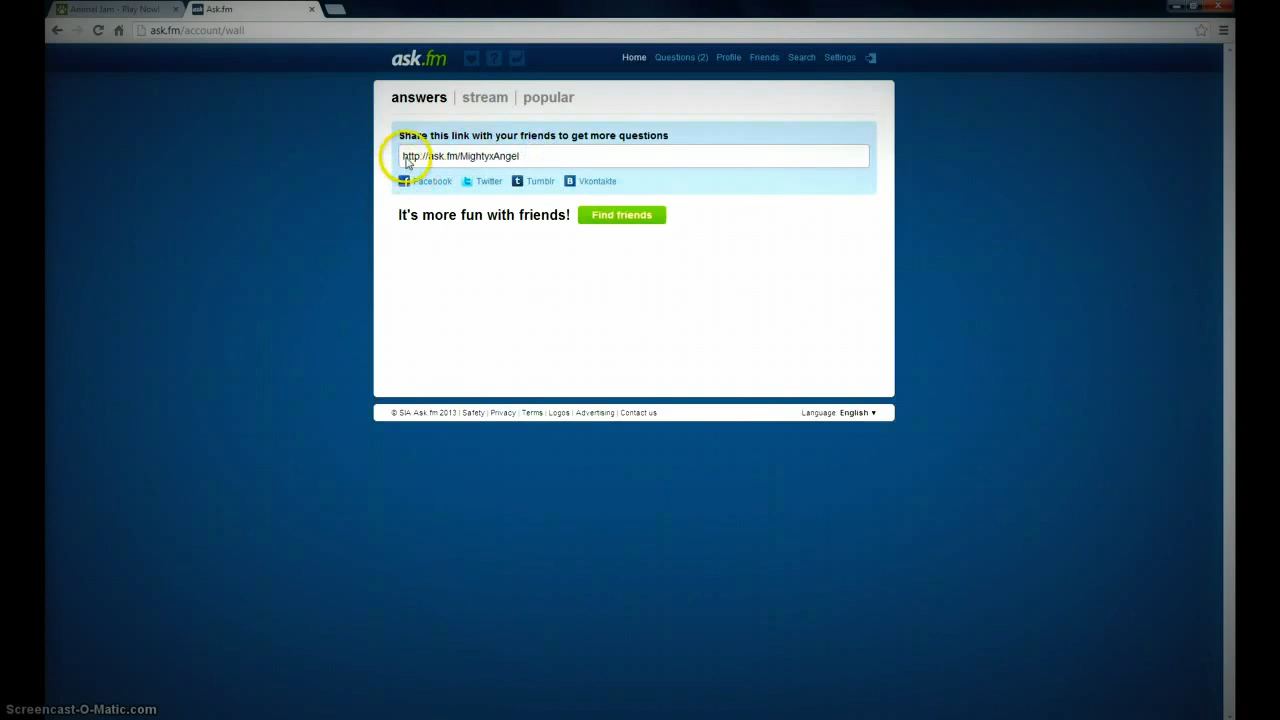 Animal Jam - Play Now!
Ask.fm
ask.fm/account/wall
ask.fm
Home Questions (2) Profile Friends Search Settings
answers | stream | popular
Share this link with your friends to get more questions
http://ask.fm/MightyxAngel
Facebook Twitter Tumblr Vkontakte
It's more fun with friends! Find friends
© SIA Ask.fm 2013 | Safety | Privacy | Terms | Logos | Advertising | Contact us
Language: English ▼
Screencast-O-Matic.com